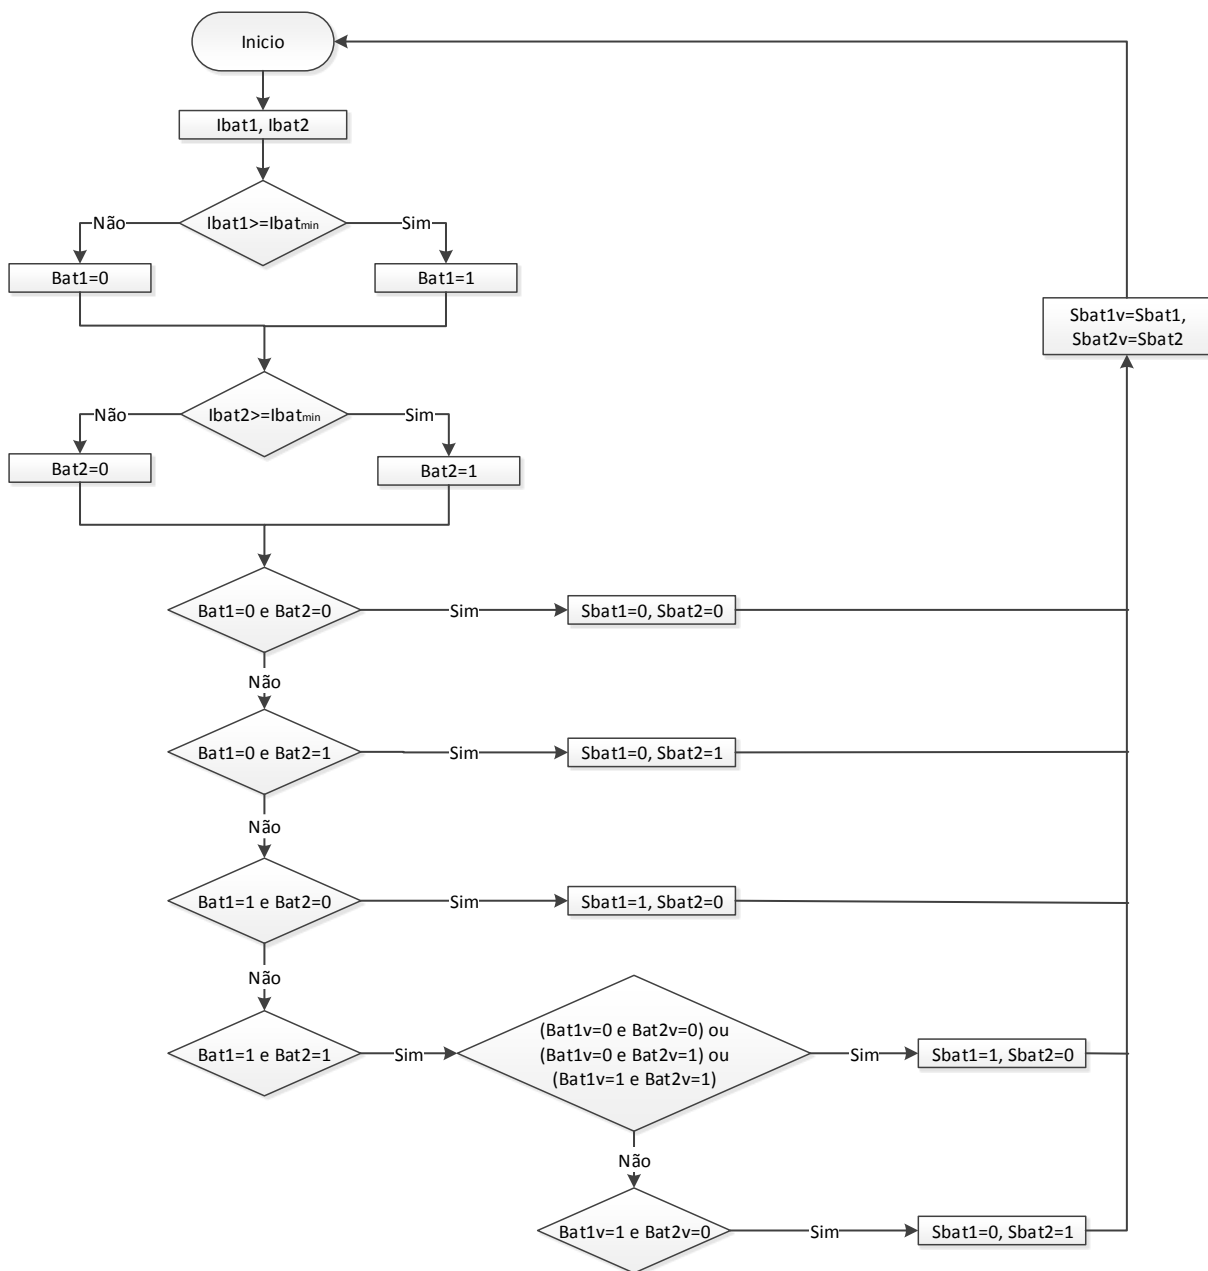 Inicio
Ibat1, Ibat2
Ibat1>=Ibatmin
Não
Sim
Bat1=0
Bat1=1
Sbat1v=Sbat1,
Sbat2v=Sbat2
Ibat2>=Ibatmin
Não
Sim
Bat2=0
Bat2=1
Bat1=0 e Bat2=0
Sim
Sbat1=0, Sbat2=0
Não
Bat1=0 e Bat2=1
Sim
Sbat1=0, Sbat2=1
Não
Bat1=1 e Bat2=0
Sim
Sbat1=1, Sbat2=0
Não
Bat1=1 e Bat2=1
Sim
(Bat1v=0 e Bat2v=0) ou
(Bat1v=0 e Bat2v=1) ou
(Bat1v=1 e Bat2v=1)
Sim
Sbat1=1, Sbat2=0
Não
Bat1v=1 e Bat2v=0
Sim
Sbat1=0, Sbat2=1